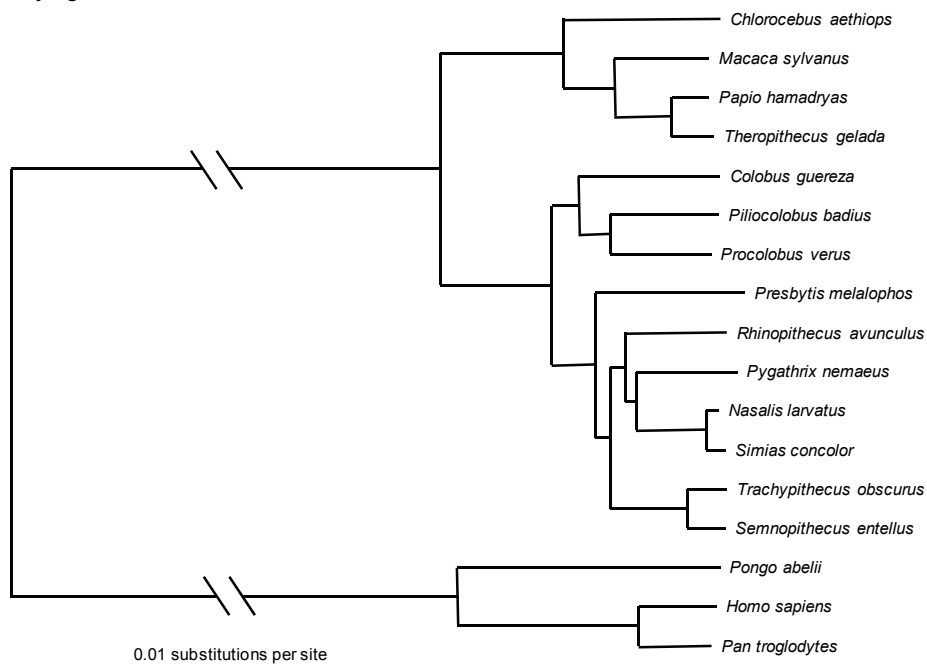 Chlorocebus aethiops
Macaca sylvanus
Papio hamadryas
Theropithecus gelada
Colobus guereza
Piliocolobus badius
Procolobus verus
Presbytis melalophos
Rhinopithecus avunculus
Pygathrix nemaeus
Nasalis larvatus
Simias concolor
Trachypithecus obscurus
Semnopithecus entellus
Pongo abelii
Homo sapiens
Pan troglodytes
0.01 substitutions per site